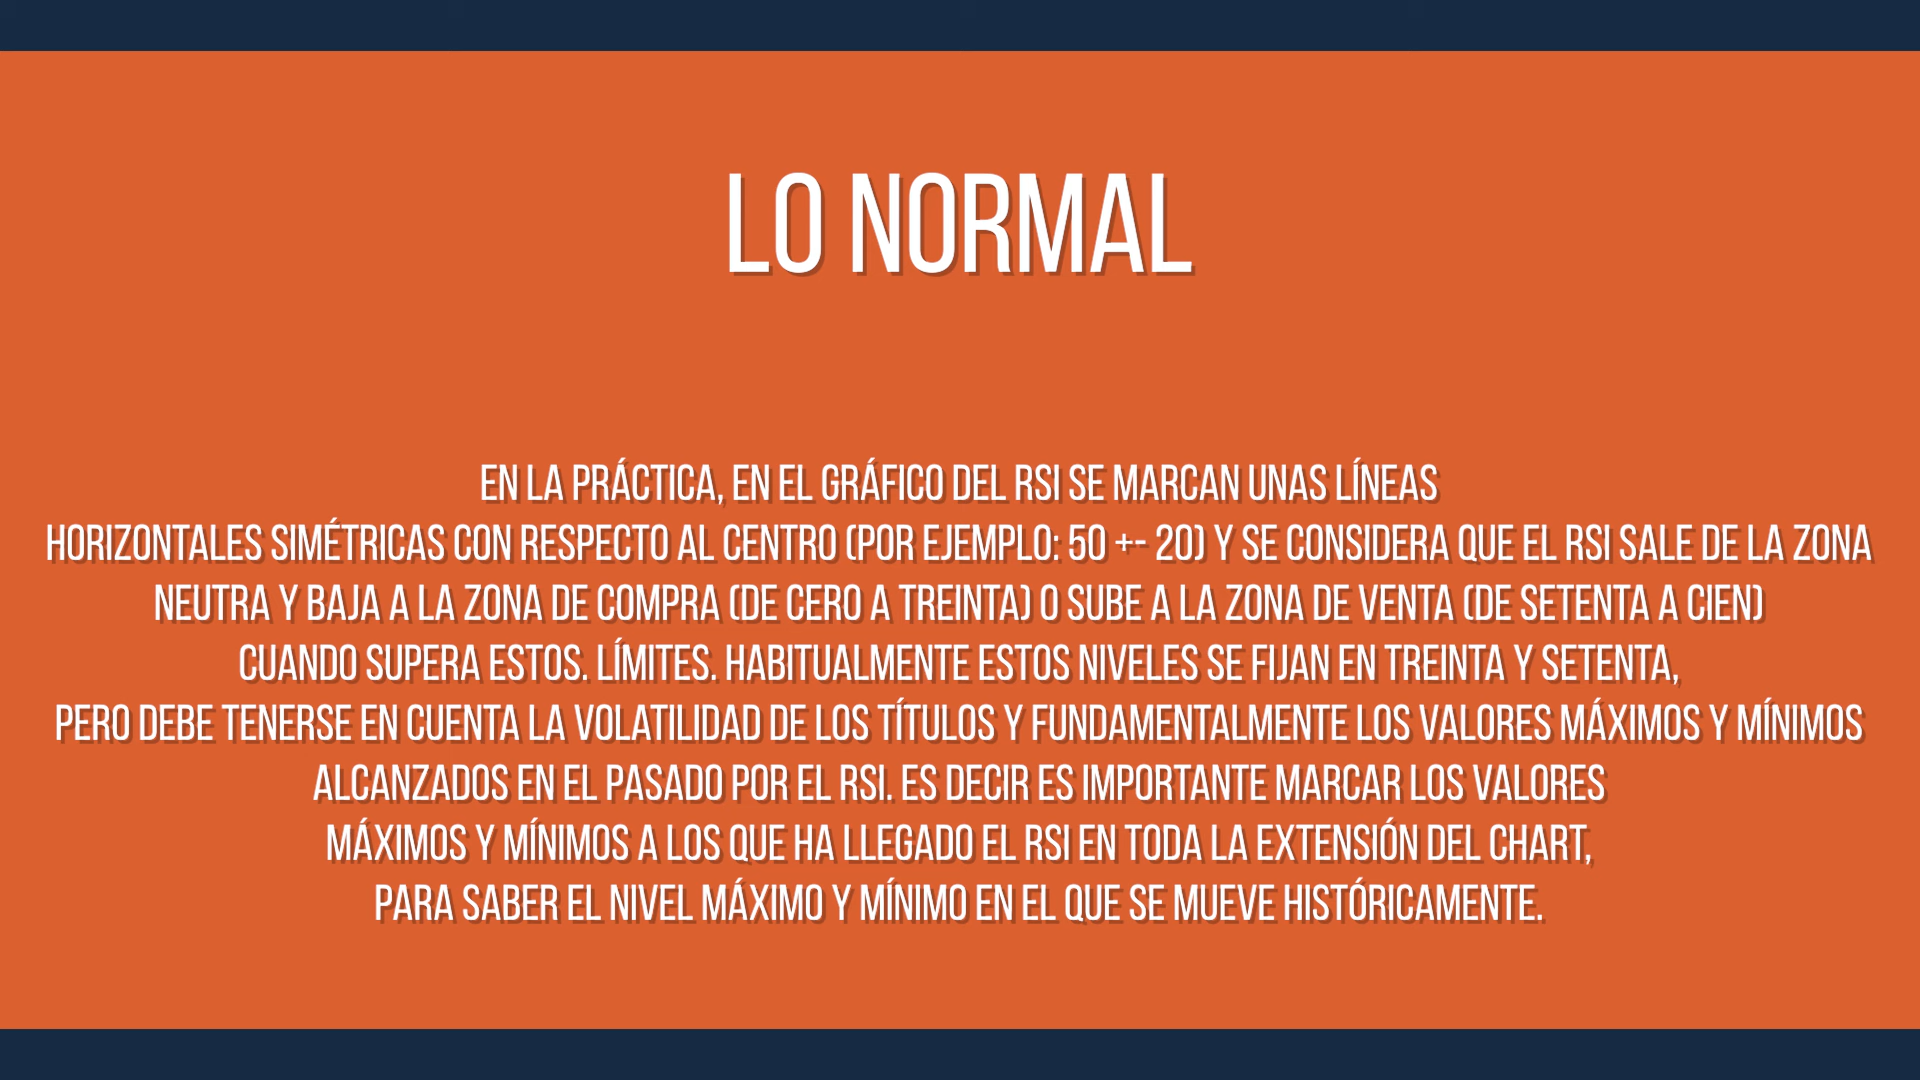 LO NORMAL
EN LA PRÁCTICA, EN EL GRÁFICO DEL RSI SE MARCAN UNAS LÍNEAS
HORIZONTALES SIMÉTRICAS CON RESPECTO AL CENTRO (POR EJEMPLO: 50 +- 20) Y SE CONSIDERA QUE EL RSI SALE DE LA ZONA
NEUTRA Y BAJA A LA ZONA DE COMPRA (DE CERO A TREINTA) O SUBE A LA ZONA DE VENTA (DE SETENTA A CIEN)
CUANDO SUPERA ESTOS. LÍMITES. HABITUALMENTE ESTOS NIVELES SE FIJAN EN TREINTA Y SETENTA,
PERO DEBE TENERSE EN CUENTA LA VOLATILIDAD DE LOS TÍTULOS Y FUNDAMENTALMENTE LOS VALORES MÁXIMOS Y MÍNIMOS
ALCANZADOS EN EL PASADO POR EL RSI. ES DECIR ES IMPORTANTE MARCAR LOS VALORES
MÁXIMOS Y MÍNIMOS A LOS QUE HA LLEGADO EL RSI EN TODA LA EXTENSIÓN DEL CHART,
PARA SABER EL NIVEL MÁXIMO Y MÍNIMO EN EL QUE SE MUEVE HISTÓRICAMENTE.